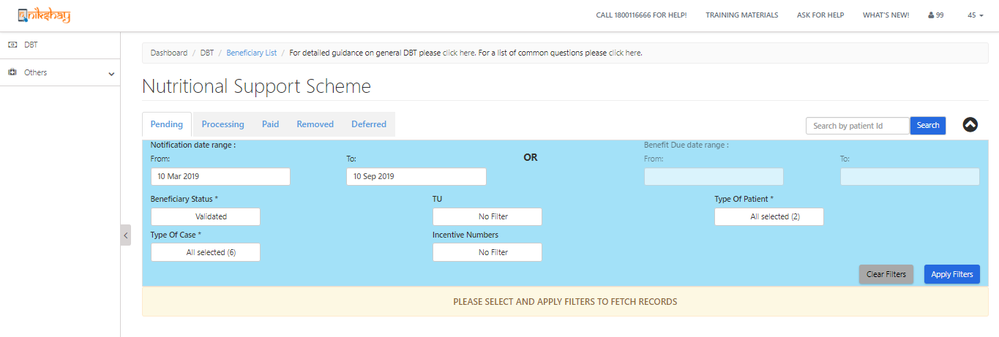 nikshay
CALL 1800116666 FOR HELP! TRAINING MATERIALS ASK FOR HELP WHAT'S NEW! 99 45
DBT
Others
Dashboard / DBT / Beneficiary List / For detailed guidance on general DBT please click here. For a list of common questions please click here.
Nutritional Support Scheme
Pending Processing Paid Removed Deferred Search by patient Id Search
Notification date range : OR Benefit Due date range :
From: To: From: To:
10 Mar 2019 10 Sep 2019
Beneficiary Status * TU Type Of Patient *
Validated No Filter All selected (2)
Type Of Case * Incentive Numbers
All selected (6) No Filter
Clear Filters Apply Filters
PLEASE SELECT AND APPLY FILTERS TO FETCH RECORDS